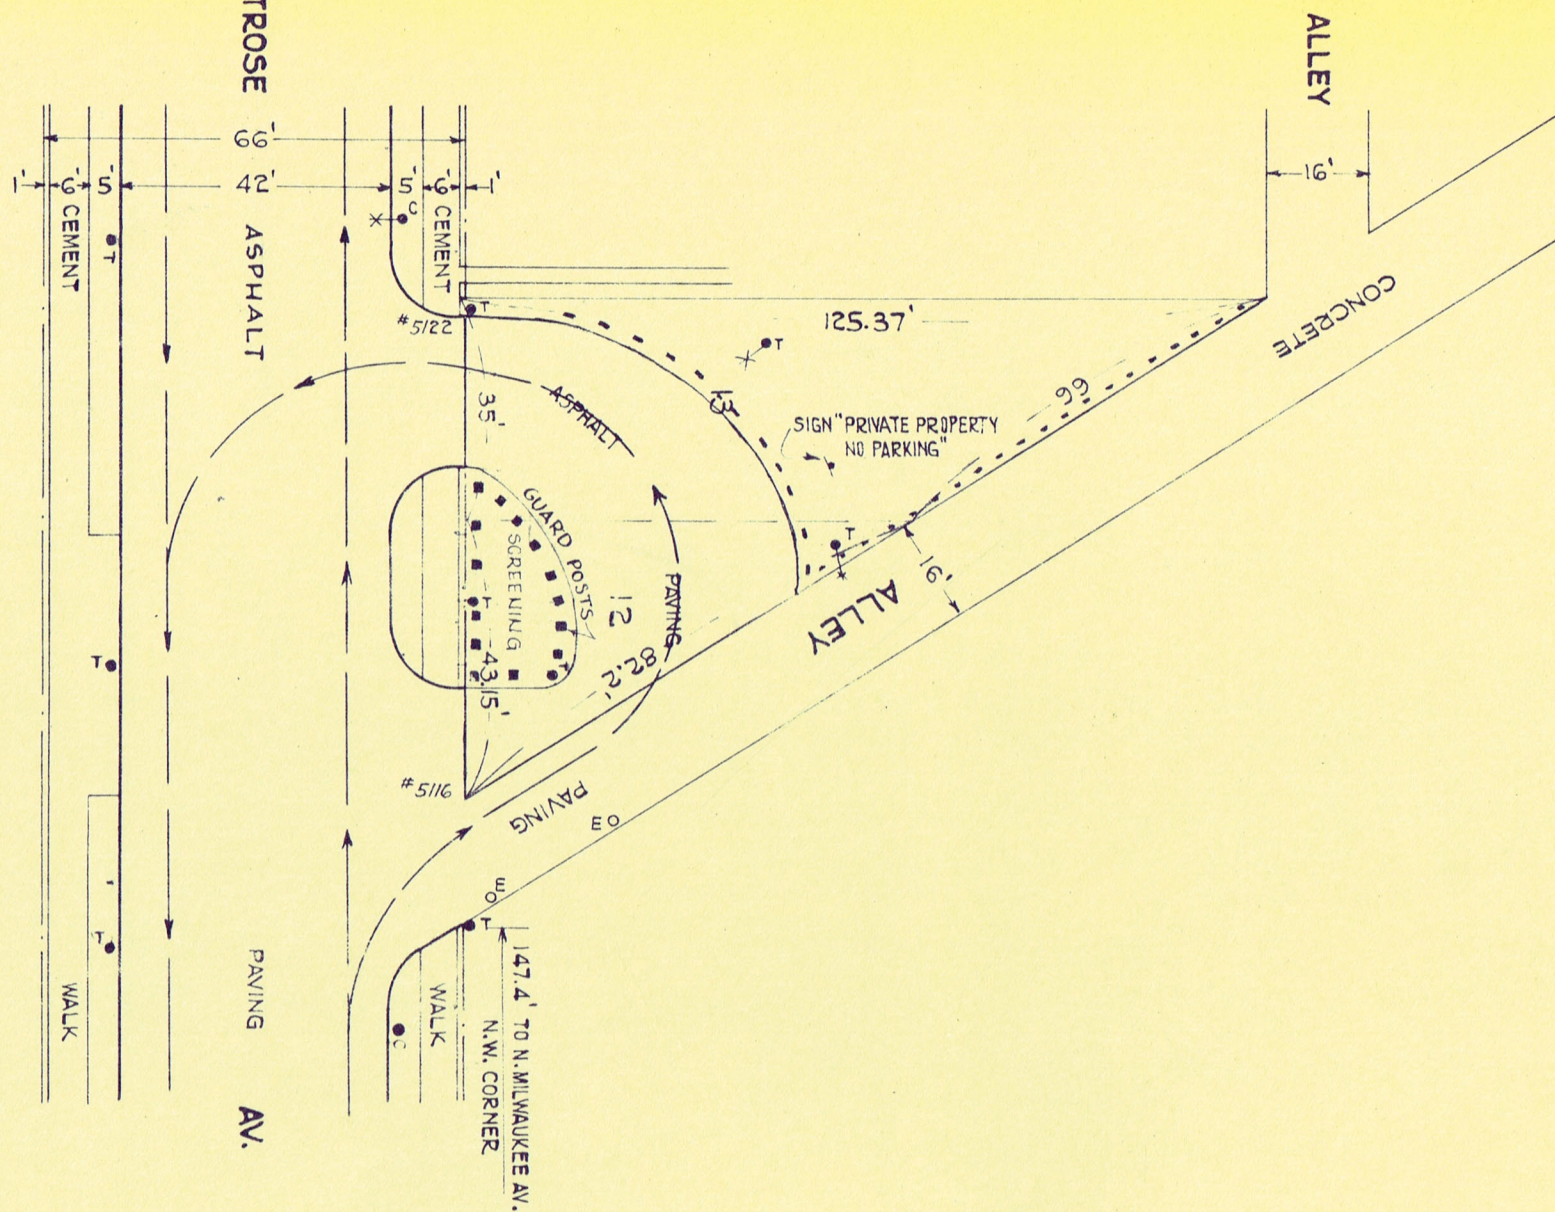 TROSE
AV.
ALLEY
66'
1'
6'
5'
42'
5'
6'
1'
16'
CEMENT
ASPHALT
CEMENT
C
T
T
#5122
125.37'
T
CONCRETE
35'
ASPHALT
13
66
SIGN "PRIVATE PROPERTY
NO PARKING"
GUARD POSTS
SCREENING
12
PAVING
T
16'
ALLEY
T
T
T
43.15'
82.2'
#5116
PAVING
E
E
T
T
PAVING
WALK
WALK
C
147.4' TO N. MILWAUKEE AV.
N.W. CORNER